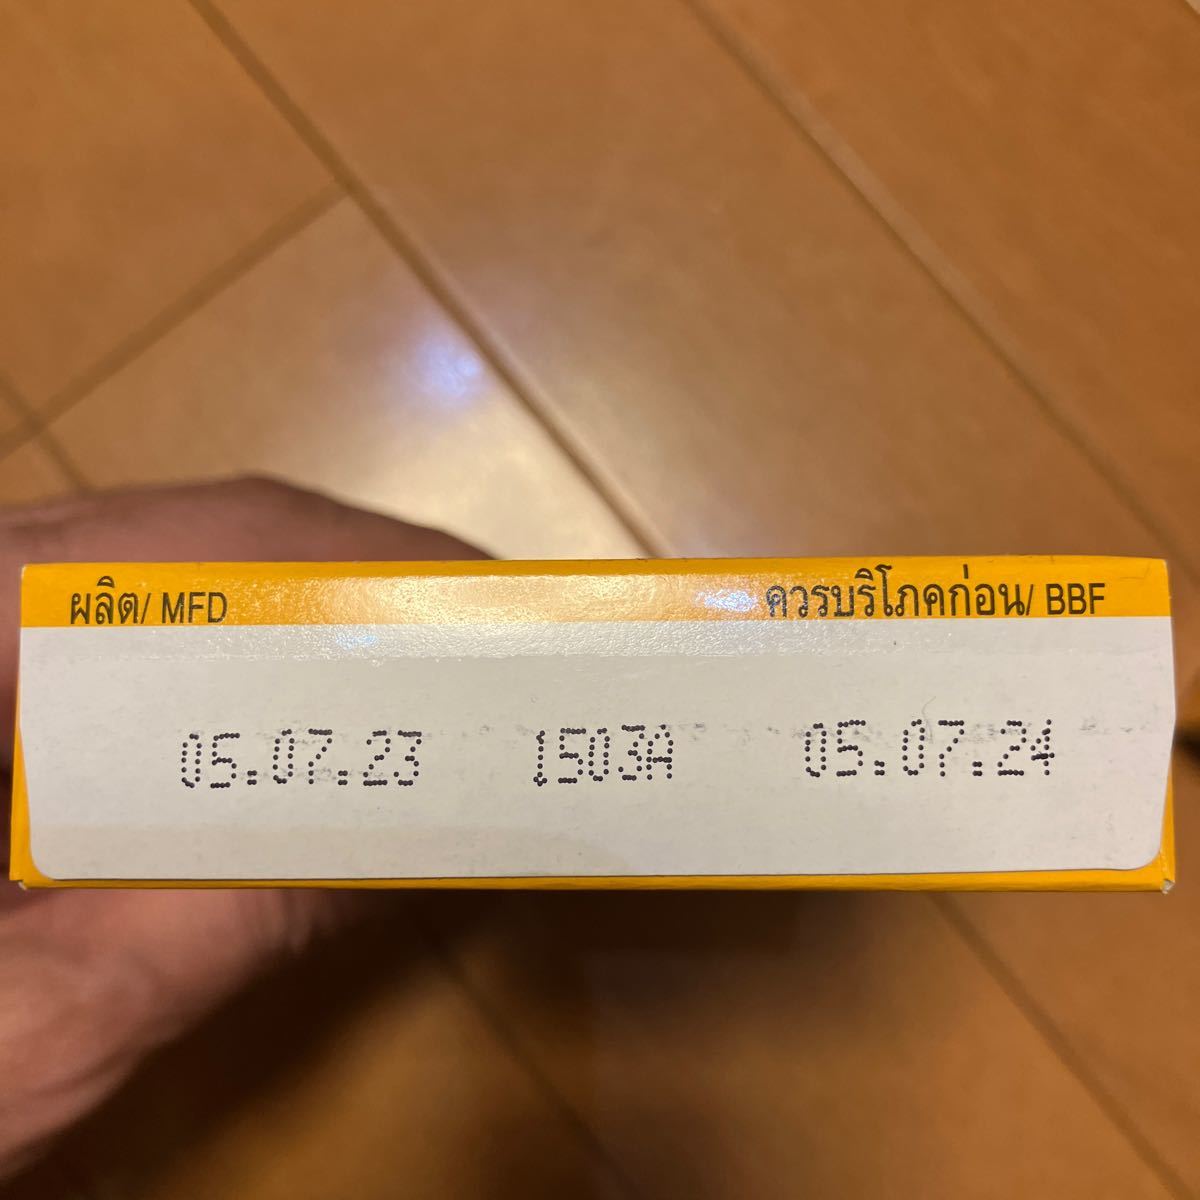 ผลิต/ MFD ควรบริโภคก่อน/ BBF
05.07.23 1503A 05.07.24